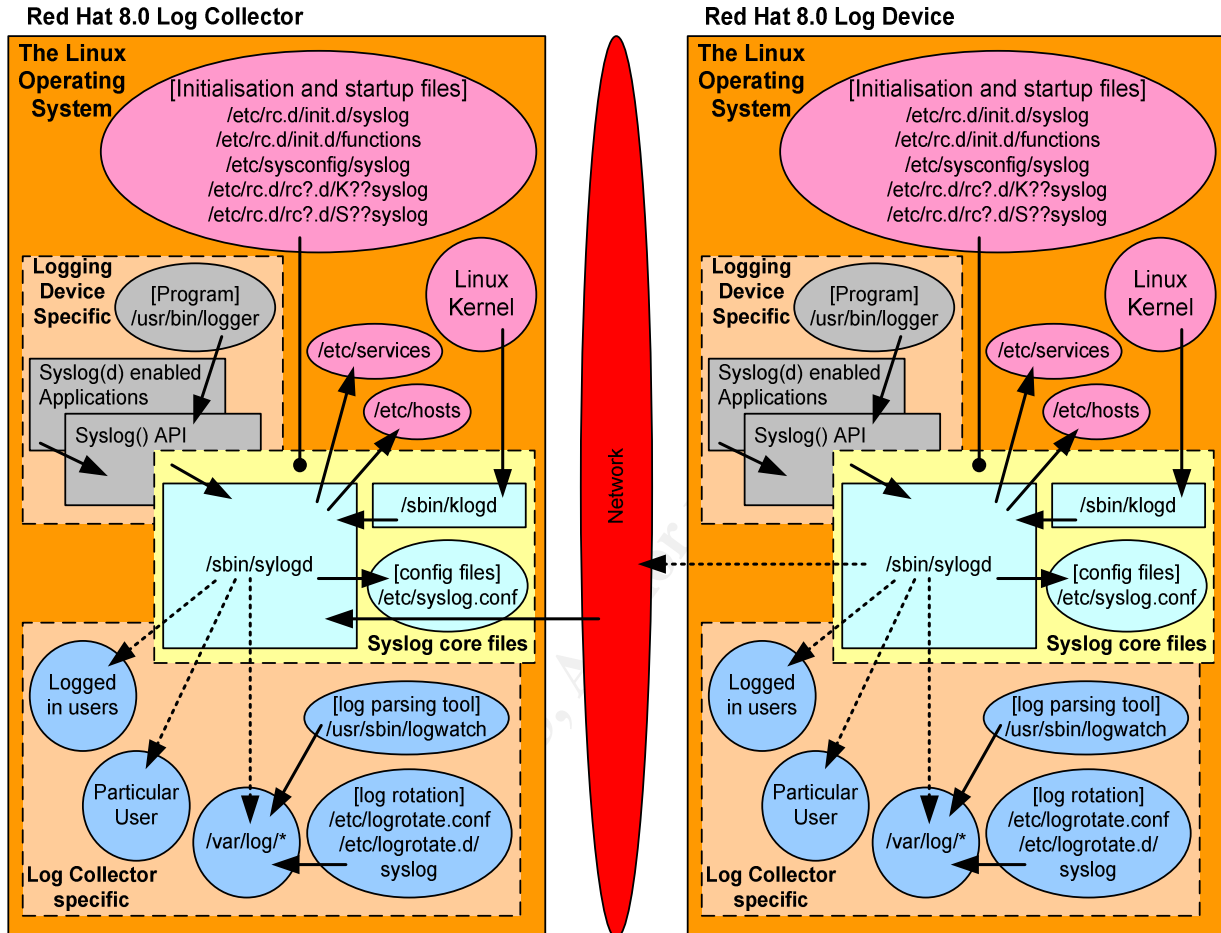 Red Hat 8.0 Log Collector
The Linux
Operating
System
[Initialisation and startup files]
/etc/rc.d/init.d/syslog
/etc/rc.d/init.d/functions
/etc/sysconfig/syslog
/etc/rc.d/rc?.d/K??syslog
/etc/rc.d/rc?.d/S??syslog
Logging
Device
Specific
[Program]
/usr/bin/logger
Linux
Kernel
/etc/services
Syslog(d) enabled
Applications
/etc/hosts
Syslog() API
/sbin/klogd
/sbin/sylogd
[config files]
/etc/syslog.conf
Syslog core files
Logged
in users
[log parsing tool]
/usr/sbin/logwatch
Particular
User
/var/log/*
[log rotation]
/etc/logrotate.conf
/etc/logrotate.d/
syslog
Log Collector
specific
Network
Red Hat 8.0 Log Device
The Linux
Operating
System
[Initialisation and startup files]
/etc/rc.d/init.d/syslog
/etc/rc.d/init.d/functions
/etc/sysconfig/syslog
/etc/rc.d/rc?.d/K??syslog
/etc/rc.d/rc?.d/S??syslog
Logging
Device
Specific
[Program]
/usr/bin/logger
Linux
Kernel
/etc/services
Syslog(d) enabled
Applications
/etc/hosts
Syslog() API
/sbin/klogd
/sbin/sylogd
[config files]
/etc/syslog.conf
Syslog core files
Logged
in users
[log parsing tool]
/usr/sbin/logwatch
Particular
User
/var/log/*
[log rotation]
/etc/logrotate.conf
/etc/logrotate.d/
syslog
Log Collector
specific